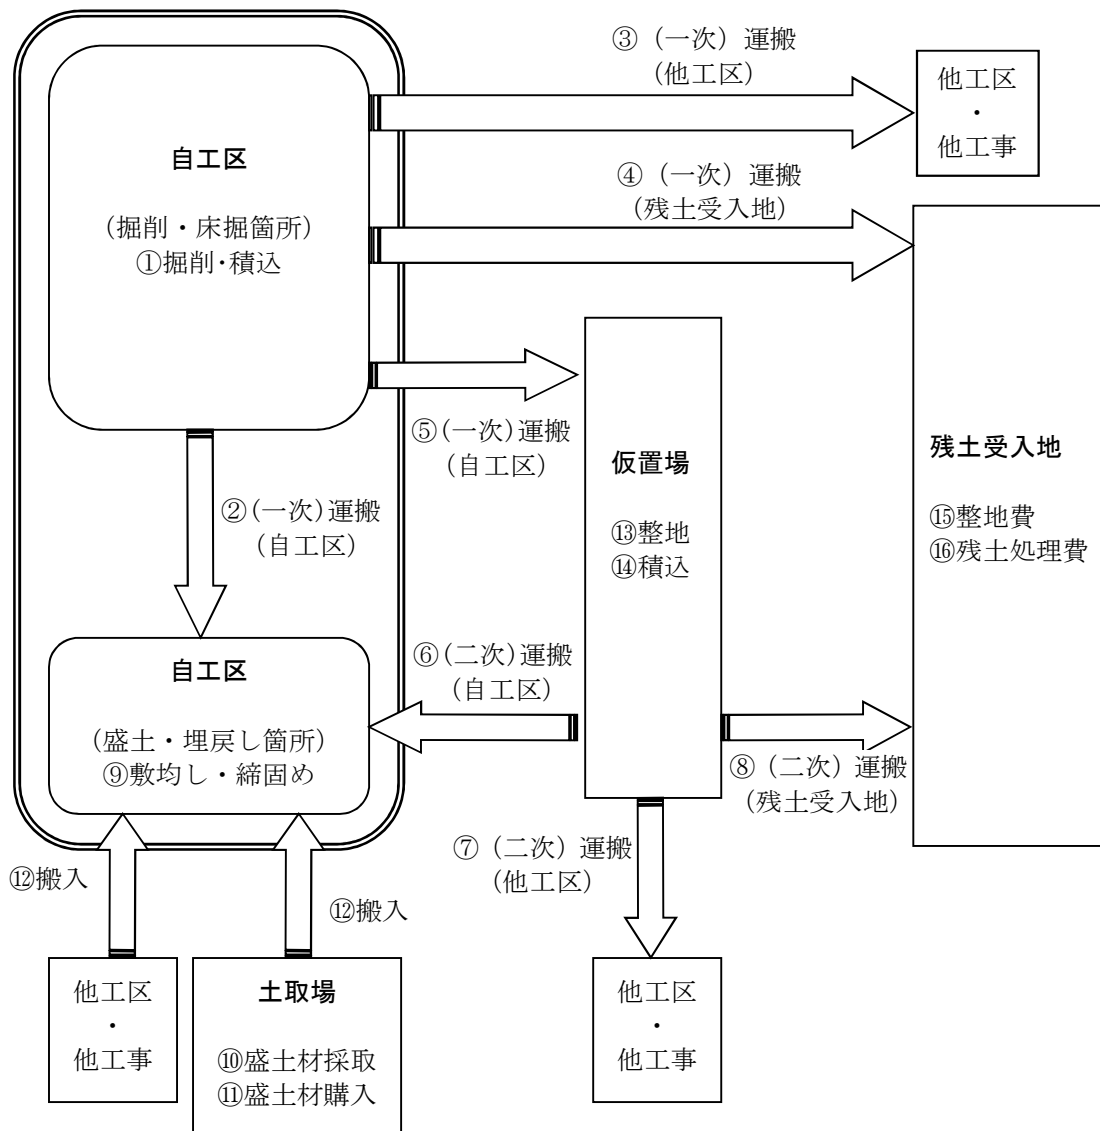 ③（一次）運搬
（他工区）
他工区
・
他工事
自工区
（掘削・床掘箇所）
①掘削・積込
④（一次）運搬
（残土受入地）
⑤(一次)運搬
（自工区）
②(一次)運搬
（自工区）
仮置場
⑬整地
⑭積込
残土受入地
⑮整地費
⑯残土処理費
⑥(二次)運搬
（自工区）
自工区
（盛土・埋戻し箇所）
⑨敷均し・締固め
⑧（二次）運搬
（残土受入地）
⑦（二次）運搬
（他工区）
⑫搬入
⑫搬入
他工区
・
他工事
土取場
⑩盛土材採取
⑪盛土材購入
他工区
・
他工事